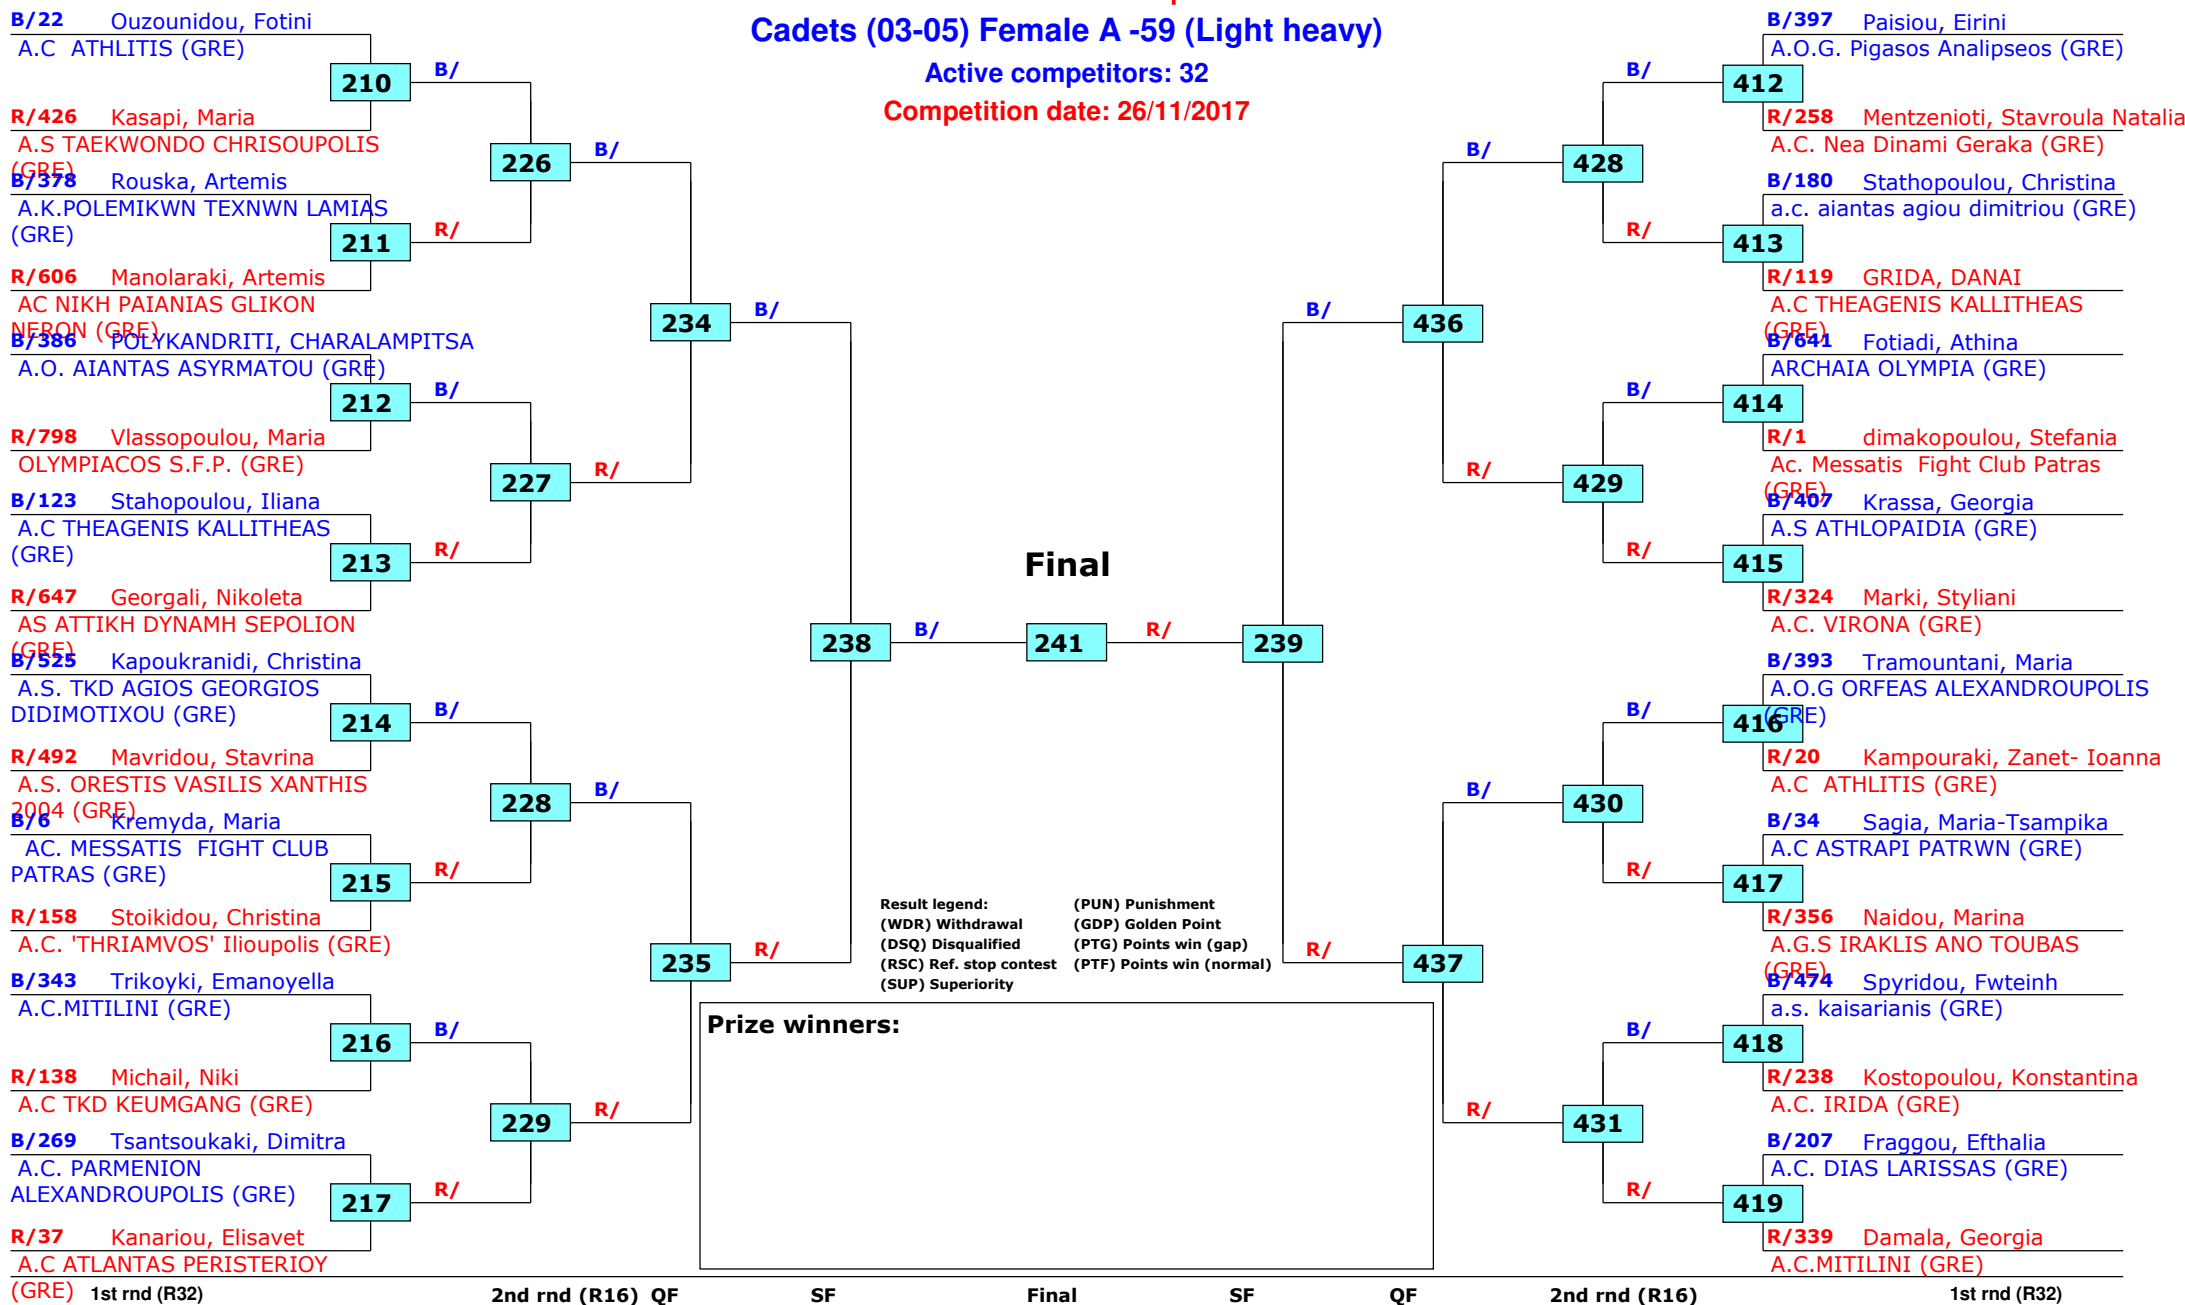 Cadets (03-05) Female A -59 (Light heavy)
Active competitors: 32
Competition date: 26/11/2017
B/22 Ouzounidou, Fotini
A.C ATHLITIS (GRE)
210
B/
R/426 Kasapi, Maria
A.S TAEKWONDO CHRISOUPOLIS
(GRE)
226
B/
B/378 Rouska, Artemis
A.K.POLEMIKWN TEXNWN LAMIAS
(GRE)
211
R/
R/606 Manolaraki, Artemis
AC NIKH PAIANIAS GLIKON
NERON (GRE)
234
B/
B/386 POLYKANDRITI, CHARALAMPITSA
A.O. AIANTAS ASYRMATOU (GRE)
212
B/
R/798 Vlassopoulou, Maria
OLYMPIACOS S.F.P. (GRE)
227
R/
B/123 Stahopoulou, Iliana
A.C THEAGENIS KALLITHEAS
(GRE)
213
R/
R/647 Georgali, Nikoleta
AS ATTIKH DYNAMH SEPOLION
(GRE)
238
B/
B/525 Kapoukranidi, Christina
A.S. TKD AGIOS GEORGIOS
DIDIMOTIXOU (GRE)
214
B/
R/492 Mavridou, Stavrina
A.S. ORESTIS VASILIS XANTHIS
2004 (GRE)
228
B/
B/6 Kremyda, Maria
AC. MESSATIS FIGHT CLUB
PATRAS (GRE)
215
R/
R/158 Stoikidou, Christina
A.C. 'THRIAMVOS' Ilioupolis (GRE)
235
R/
B/343 Trikoyki, Emanoyella
A.C.MITILINI (GRE)
216
B/
R/138 Michail, Niki
A.C TKD KEUMGANG (GRE)
229
R/
B/269 Tsantsoukaki, Dimitra
A.C. PARMENION
ALEXANDROUPOLIS (GRE)
217
R/
R/37 Kanariou, Elisavet
A.C ATLANTAS PERISTERIOY
(GRE)
Final
241
R/
239
Result legend:
(WDR) Withdrawal
(DSQ) Disqualified
(RSC) Ref. stop contest
(SUP) Superiority
(PUN) Punishment
(GDP) Golden Point
(PTG) Points win (gap)
(PTF) Points win (normal)
Prize winners:
B/397 Paisiou, Eirini
A.O.G. Pigasos Analipseos (GRE)
B/
412
R/258 Mentzenioti, Stavroula Natalia
A.C. Nea Dinami Geraka (GRE)
B/
428
B/180 Stathopoulou, Christina
a.c. aiantas agiou dimitriou (GRE)
R/
413
R/119 GRIDA, DANAI
A.C THEAGENIS KALLITHEAS
(GRE)
B/
436
B/641 Fotiadi, Athina
ARCHAIA OLYMPIA (GRE)
B/
414
R/1 dimakopoulou, Stefania
Ac. Messatis Fight Club Patras
(GRE)
R/
429
B/407 Krassa, Georgia
A.S ATHLOPAIDIA (GRE)
R/
415
R/324 Marki, Styliani
A.C. VIRONA (GRE)
B/393 Tramountani, Maria
A.O.G ORFEAS ALEXANDROUPOLIS
(GRE)
B/
416
R/20 Kampouraki, Zanet- Ioanna
A.C ATHLITIS (GRE)
B/
430
B/34 Sagia, Maria-Tsampika
A.C ASTRAPI PATRWN (GRE)
R/
417
R/356 Naidou, Marina
A.G.S IRAKLIS ANO TOUBAS
(GRE)
R/
437
B/474 Spyridou, Fwteinh
a.s. kaisarianis (GRE)
B/
418
R/238 Kostopoulou, Konstantina
A.C. IRIDA (GRE)
R/
431
B/207 Fraggou, Efthalia
A.C. DIAS LARISSAS (GRE)
R/
419
R/339 Damala, Georgia
A.C.MITILINI (GRE)
1st rnd (R32) 2nd rnd (R16) QF SF Final SF QF 2nd rnd (R16) 1st rnd (R32)